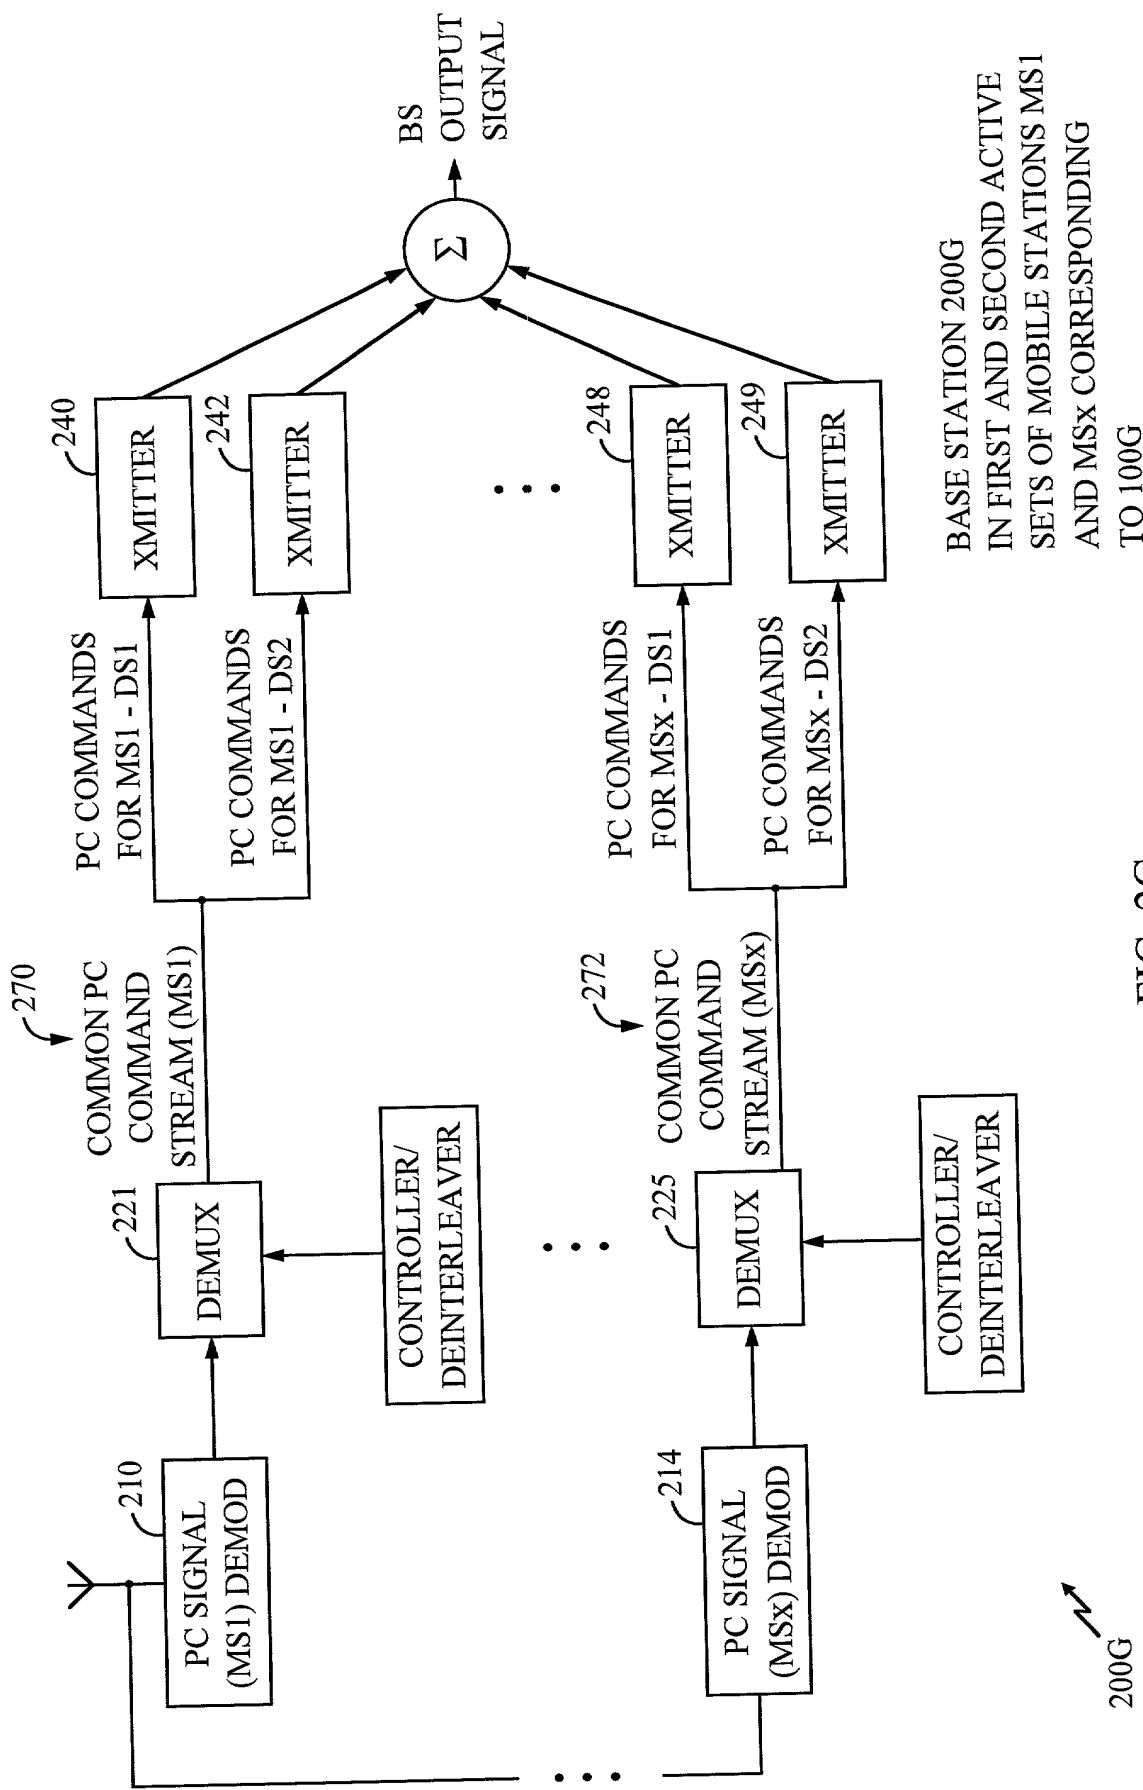 210
PC SIGNAL
(MS1) DEMOD
221
DEMUX
CONTROLLER/
DEINTERLEAVER
270
COMMON PC
COMMAND
STREAM (MS1)
PC COMMANDS
FOR MS1 - DS1
PC COMMANDS
FOR MS1 - DS2
240
XMITTER
242
XMITTER
Σ
BS
OUTPUT
SIGNAL
214
PC SIGNAL
(MSx) DEMOD
225
DEMUX
CONTROLLER/
DEINTERLEAVER
272
COMMON PC
COMMAND
STREAM (MSx)
PC COMMANDS
FOR MSx - DS1
PC COMMANDS
FOR MSx - DS2
248
XMITTER
249
XMITTER
BASE STATION 200G
IN FIRST AND SECOND ACTIVE
SETS OF MOBILE STATIONS MS1
AND MSx CORRESPONDING
TO 100G
200G